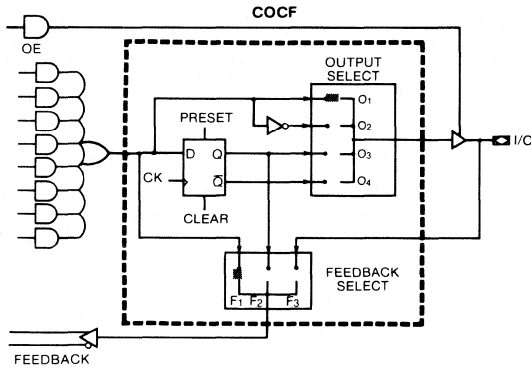 COCF
OE
OUTPUT
SELECT
O1
PRESET
O2
D Q
O3
I/O
CK
Q̅
O4
CLEAR
FEEDBACK
SELECT
F1 F2 F3
FEEDBACK